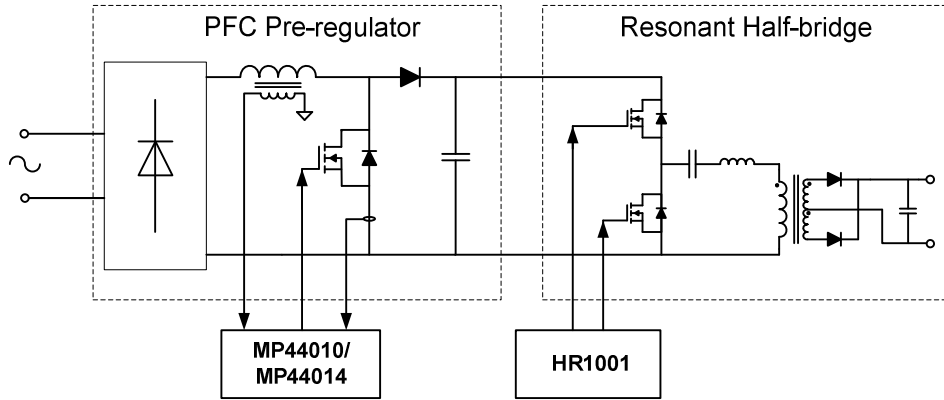 PFC Pre-regulator
Resonant Half-bridge
MP44010/
MP44014
HR1001